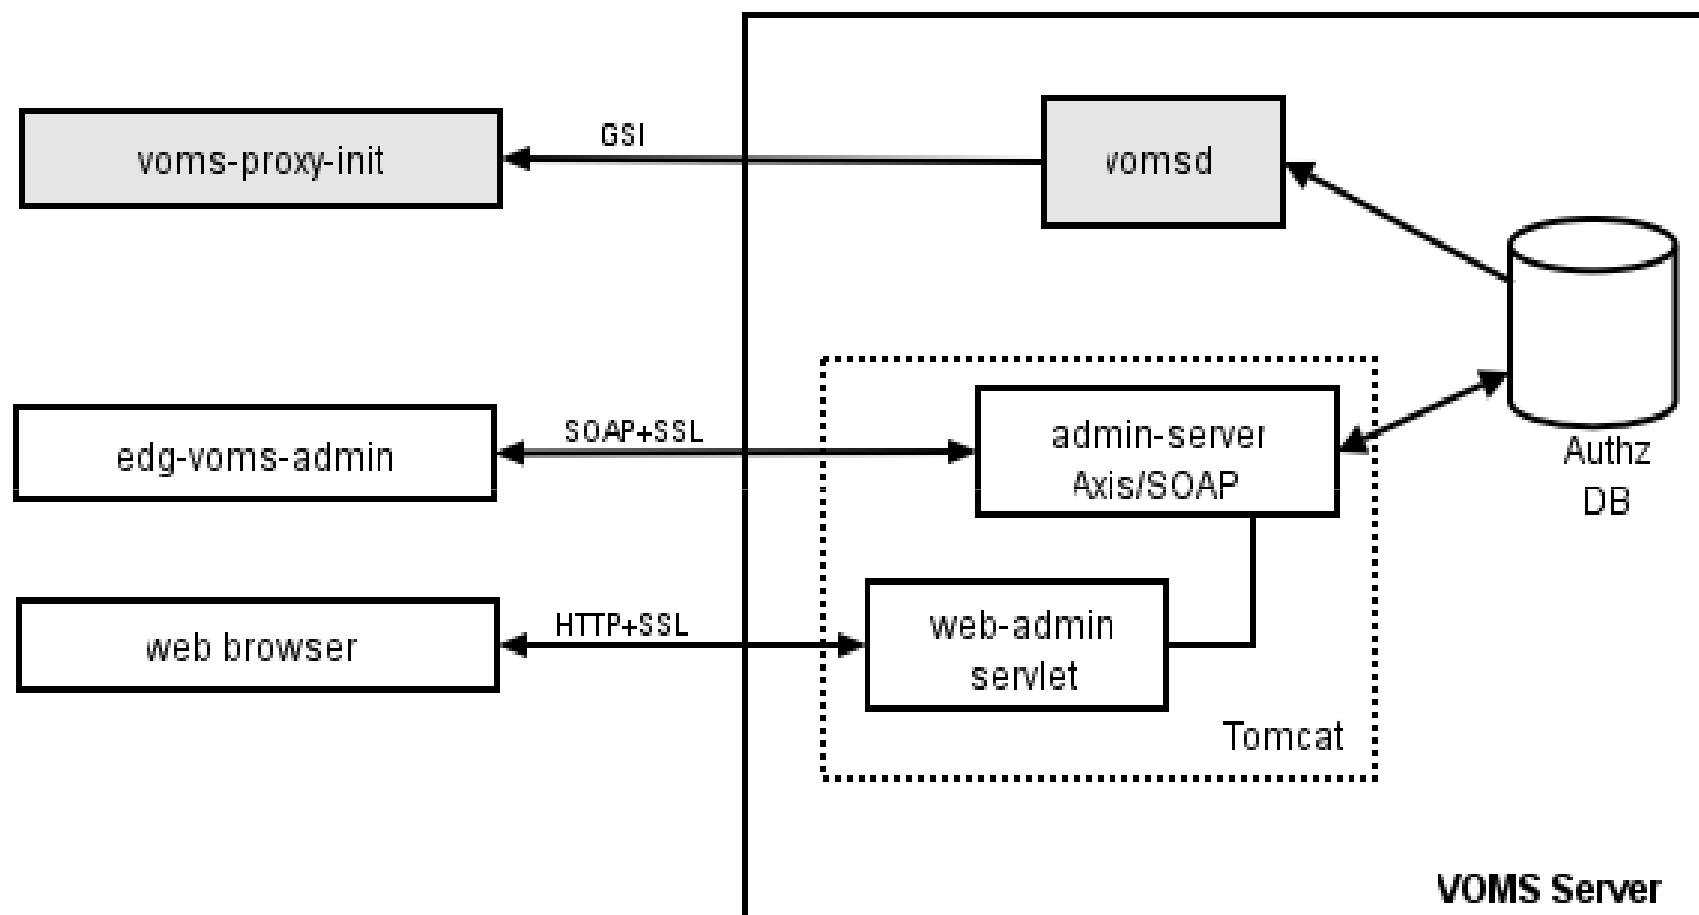 GSI
voms-proxy-init
vomsd
SOAP+SSL
edg-voms-admin
admin-server
Axis/SOAP
Authz
DB
HTTP+SSL
web browser
web-admin
servlet
Tomcat
VOMS Server